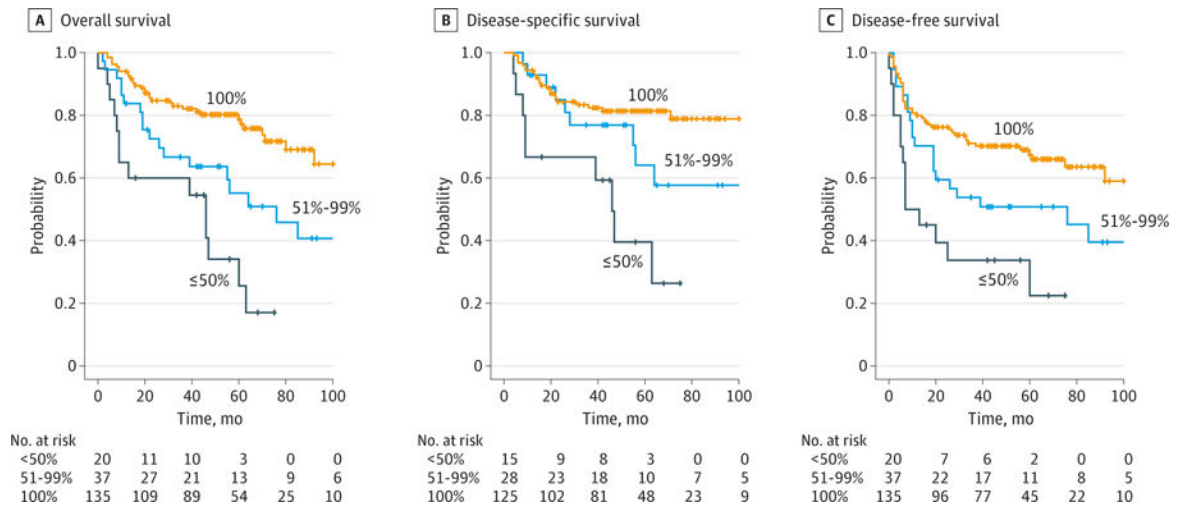 A Overall survival
1.0
0.8
0.6
0.4
0.2
0
Probability
100%
51%-99%
≤50%
0 20 40 60 80 100
Time, mo
No. at risk
<50% 20 11 10 3 0 0
51-99% 37 27 21 13 9 6
100% 135 109 89 54 25 10
B Disease-specific survival
1.0
0.8
0.6
0.4
0.2
0
Probability
100%
51%-99%
≤50%
0 20 40 60 80 100
Time, mo
No. at risk
<50% 15 9 8 3 0 0
51-99% 28 23 18 10 7 5
100% 125 102 81 48 23 9
C Disease-free survival
1.0
0.8
0.6
0.4
0.2
0
Probability
100%
51%-99%
≤50%
0 20 40 60 80 100
Time, mo
No. at risk
<50% 20 7 6 2 0 0
51-99% 37 22 17 11 8 5
100% 135 96 77 45 22 10